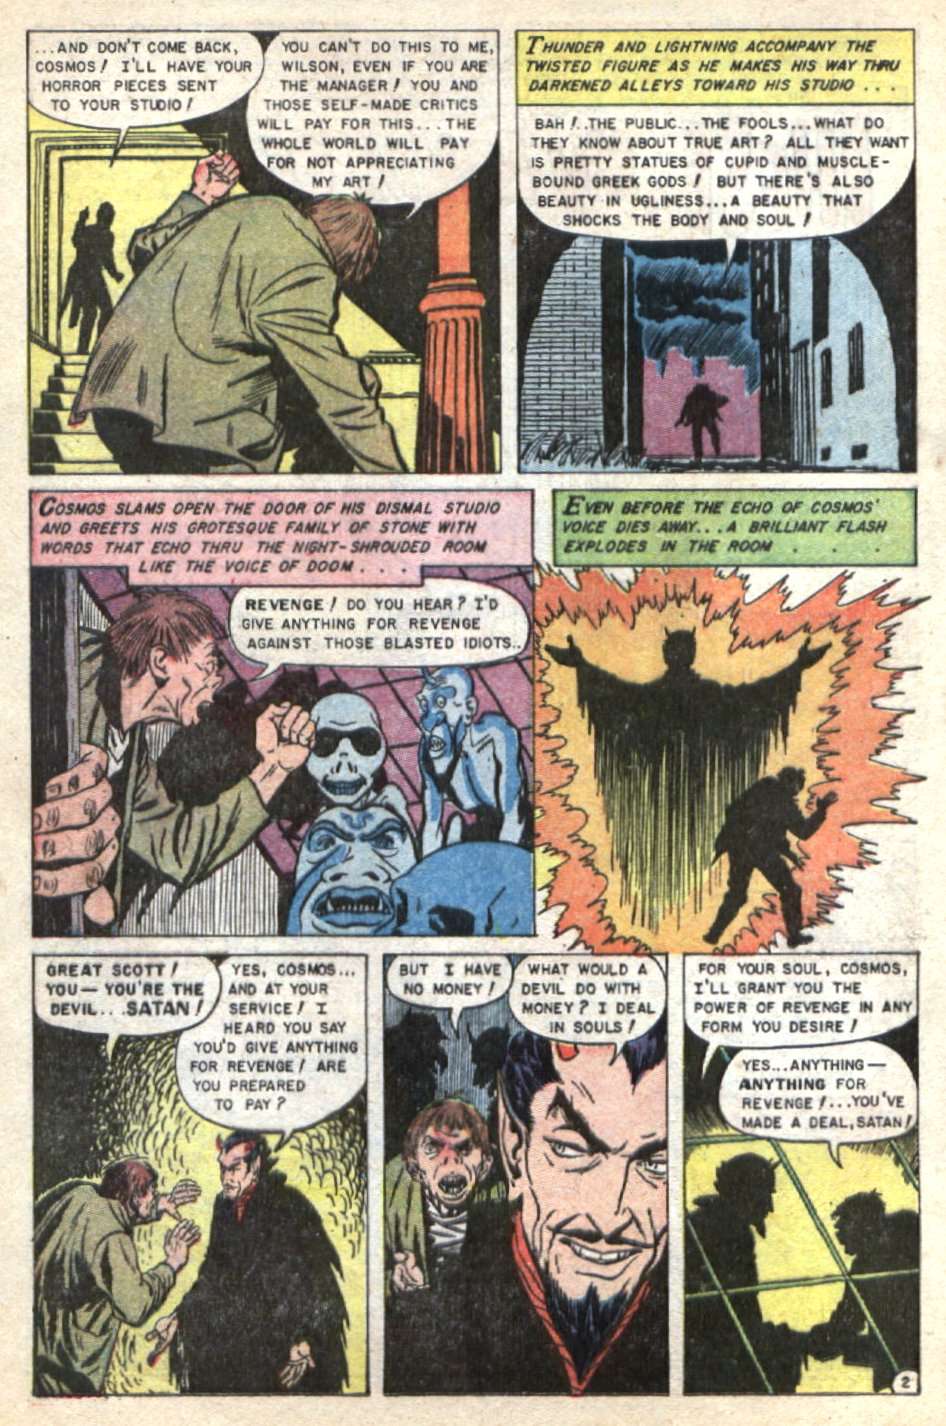 ...AND DON'T COME BACK,
COSMOS! I'LL HAVE YOUR
HORROR PIECES SENT
TO YOUR STUDIO!
YOU CAN'T DO THIS TO ME,
WILSON, EVEN IF YOU ARE
THE MANAGER! YOU AND
THOSE SELF-MADE CRITICS
WILL PAY FOR THIS...THE
WHOLE WORLD WILL PAY
FOR NOT APPRECIATING
MY ART!
THUNDER AND LIGHTNING ACCOMPANY THE
TWISTED FIGURE AS HE MAKES HIS WAY THRU
DARKENED ALLEYS TOWARD HIS STUDIO . . .
BAH!..THE PUBLIC...THE FOOLS...WHAT DO
THEY KNOW ABOUT TRUE ART? ALL THEY WANT
IS PRETTY STATUES OF CUPID AND MUSCLE-
BOUND GREEK GODS! BUT THERE'S ALSO
BEAUTY IN UGLINESS...A BEAUTY THAT
SHOCKS THE BODY AND SOUL!
COSMOS SLAMS OPEN THE DOOR OF HIS DISMAL STUDIO
AND GREETS HIS GROTESQUE FAMILY OF STONE WITH
WORDS THAT ECHO THRU THE NIGHT-SHROUDED ROOM
LIKE THE VOICE OF DOOM . . .
REVENGE! DO YOU HEAR? I'D
GIVE ANYTHING FOR REVENGE
AGAINST THOSE BLASTED IDIOTS..
EVEN BEFORE THE ECHO OF COSMOS'
VOICE DIES AWAY...A BRILLIANT FLASH
EXPLODES IN THE ROOM . . . .
GREAT SCOTT!
YOU—YOU'RE THE
DEVIL...SATAN!
YES, COSMOS...
AND AT YOUR
SERVICE! I
HEARD YOU SAY
YOU'D GIVE ANYTHING
FOR REVENGE! ARE
YOU PREPARED
TO PAY?
BUT I HAVE
NO MONEY!
WHAT WOULD A
DEVIL DO WITH
MONEY? I DEAL
IN SOULS!
FOR YOUR SOUL, COSMOS,
I'LL GRANT YOU THE
POWER OF REVENGE IN ANY
FORM YOU DESIRE!
YES...ANYTHING—
ANYTHING FOR
REVENGE!...YOU'VE
MADE A DEAL, SATAN!
2